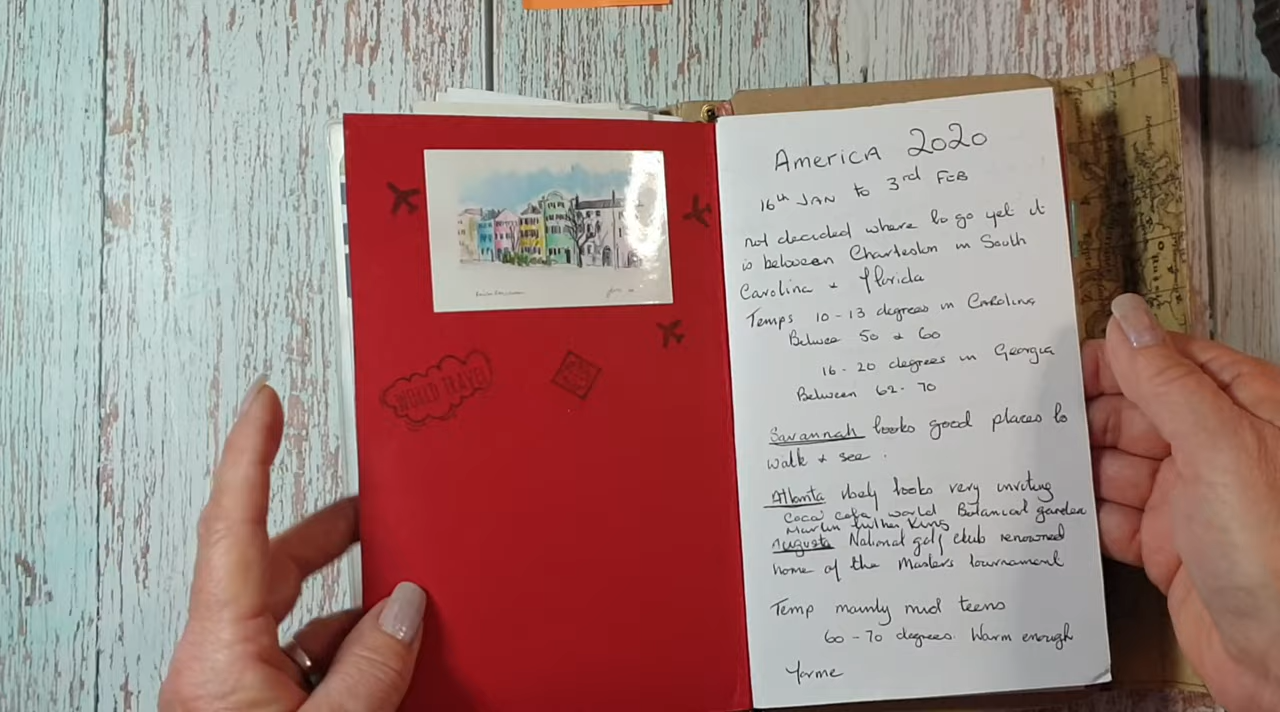 WORLD TRAVEL
America 2020
16th JAN to 3rd FEB
not decided where to go yet it
is between Charleston in South
Carolina & florida
Temps 10-13 degrees in Carolina
Betwee 50 & 60
16-20 degrees in Georgia
Between 62-70
Savannah looks good places to
walk & see.
Atlanta looks very inviting
Coca cola world Botanical garden
Martin Luther King
Augusta National golf club renowned
home of the Masters tournament
Temp mainly mid teens
60-70 degrees. Warm enough